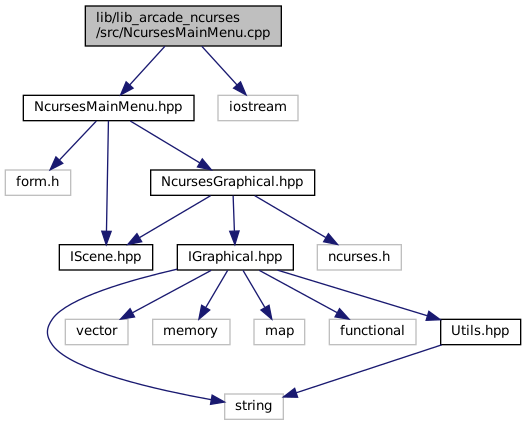 lib/lib_arcade_ncurses
/src/NcursesMainMenu.cpp
NcursesMainMenu.hpp
iostream
form.h
NcursesGraphical.hpp
IScene.hpp
IGraphical.hpp
ncurses.h
vector
memory
map
functional
Utils.hpp
string